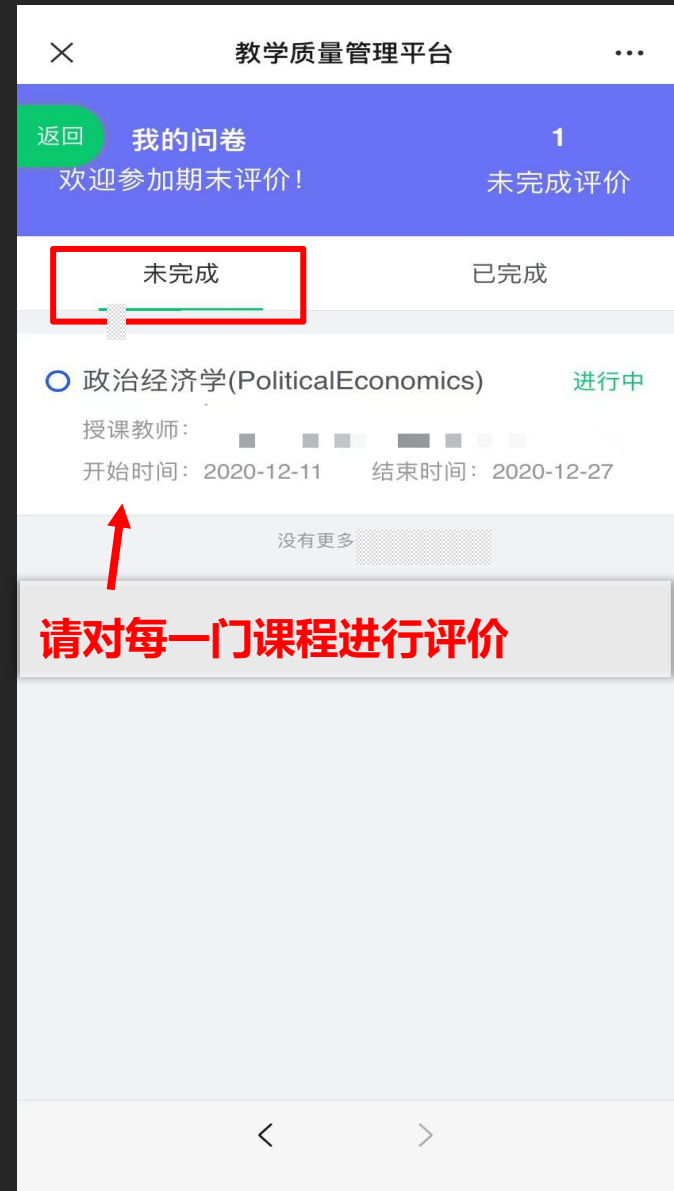 教学质量管理平台
返回
我的问卷
1
欢迎参加期末评价!
未完成评价
未完成
已完成
政治经济学(PoliticalEconomics)
进行中
授课教师:
开始时间: 2020-12-11 结束时间: 2020-12-27
没有更多
请对每一门课程进行评价